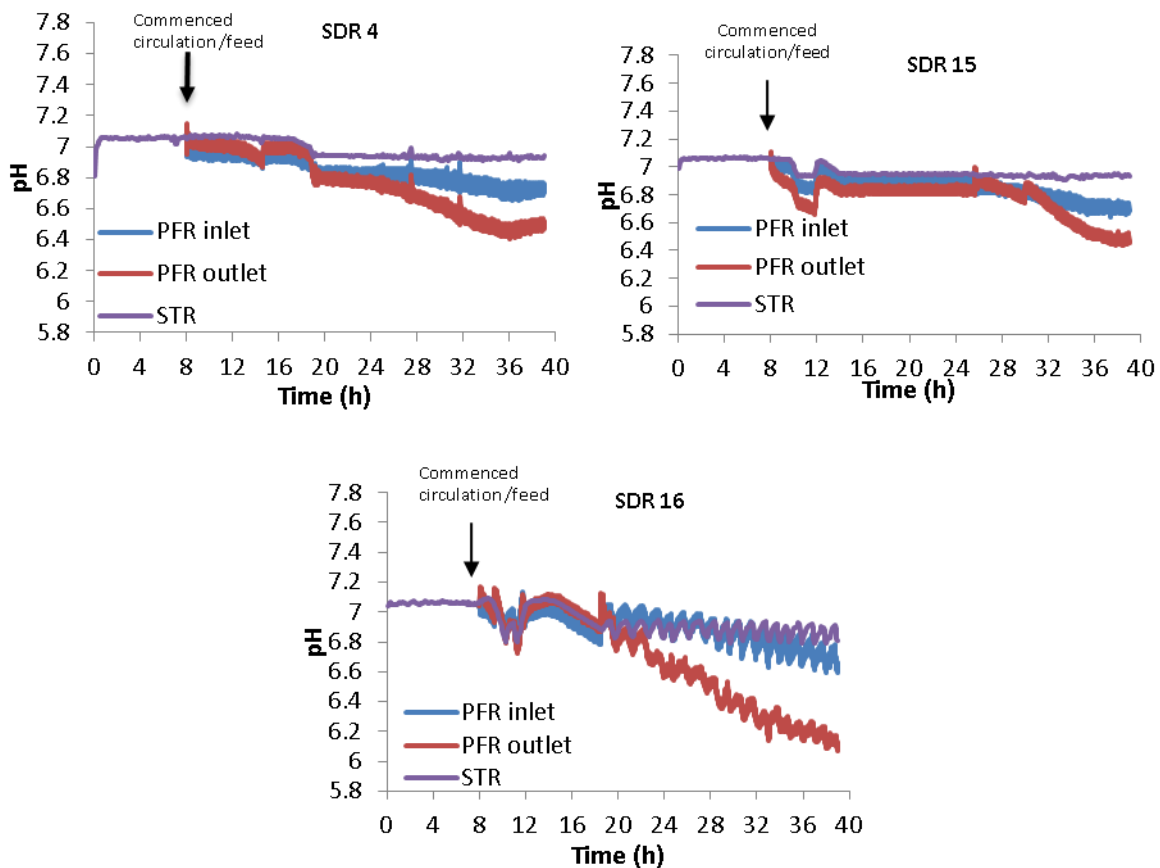 Commenced
circulation/feed
SDR 4
7.8
7.6
7.4
7.2
7
6.8
6.6
6.4
6.2
6
5.8
pH
PFR inlet
PFR outlet
STR
0 4 8 12 16 20 24 28 32 36 40
Time (h)
Commenced
circulation/feed
SDR 15
7.8
7.6
7.4
7.2
7
6.8
6.6
6.4
6.2
6
5.8
pH
PFR inlet
PFR outlet
STR
0 4 8 12 16 20 24 28 32 36 40
Time (h)
Commenced
circulation/feed
SDR 16
7.8
7.6
7.4
7.2
7
6.8
6.6
6.4
6.2
6
5.8
pH
PFR inlet
PFR outlet
STR
0 4 8 12 16 20 24 28 32 36 40
Time (h)